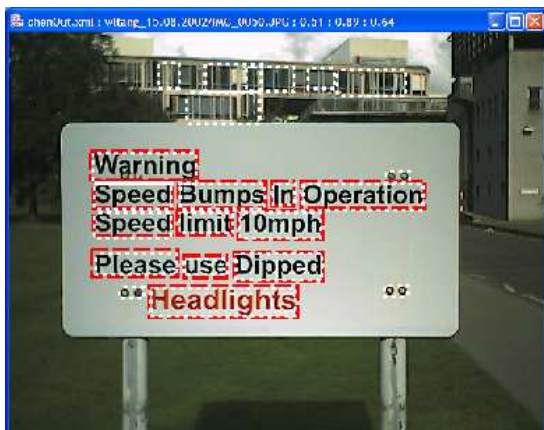 chenOut.xml : wltang_15.08.2002/IMG_0050.JPG : 0.51 : 0.89 : 0.64
Warning
Speed Bumps In Operation
Speed limit 10mph
Please use Dipped
Headlights